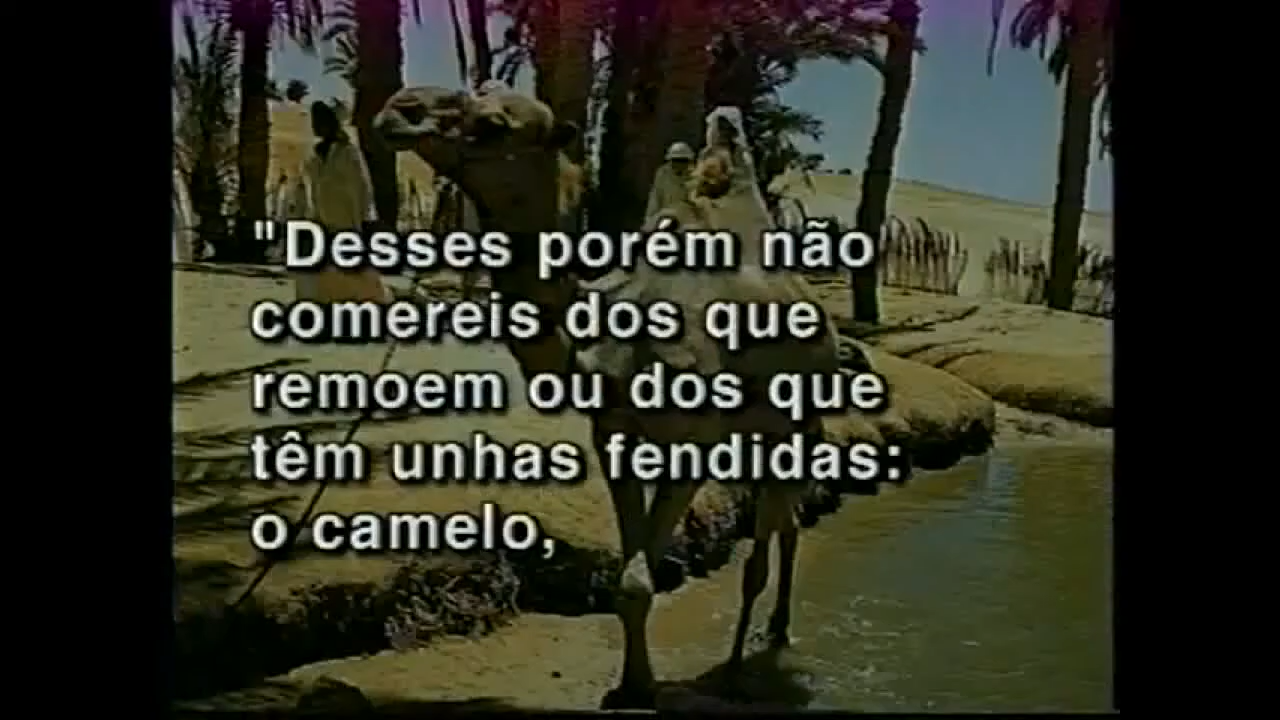 "Desses porém não
comereis dos que
remoem ou dos que
têm unhas fendidas:
o camelo,